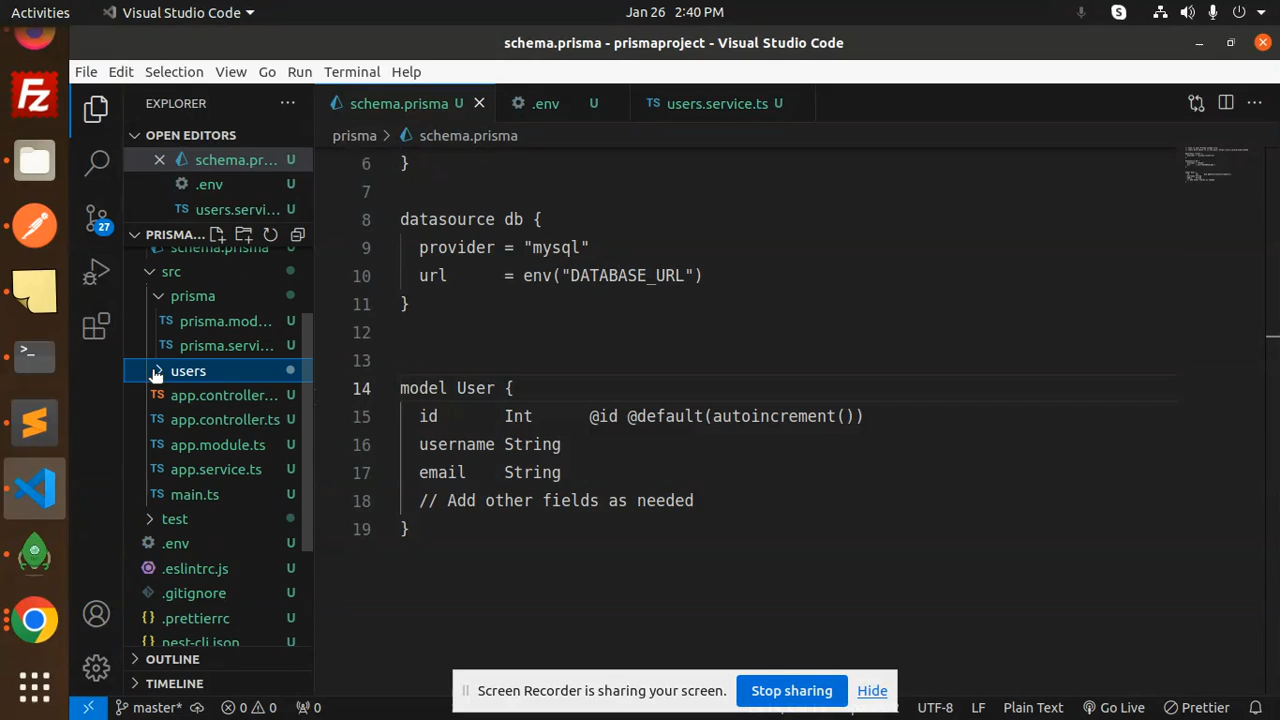 Activities
Visual Studio Code
Jan 26 2:40 PM
schema.prisma - prismaproject - Visual Studio Code
File Edit Selection View Go Run Terminal Help
EXPLORER
OPEN EDITORS
schema.pr... U
.env U
users.servi... U
PRISMA...
schema.prisma
src
prisma
prisma.mod... U
prisma.servi... U
users
app.controller... U
app.controller.ts U
app.module.ts U
app.service.ts U
main.ts U
test
.env U
.eslintrc.js U
.gitignore U
.prettierrc U
nest-cli.json U
OUTLINE
TIMELINE
27
schema.prisma U
.env U
users.service.ts U
prisma > schema.prisma
6 }
7
8 datasource db {
9 provider = "mysql"
10 url = env("DATABASE_URL")
11 }
12
13
14 model User {
15 id Int @id @default(autoincrement())
16 username String
17 email String
18 // Add other fields as needed
19 }
Screen Recorder is sharing your screen. Stop sharing Hide
master* 0 0 0 UTF-8 LF Plain Text Go Live Prettier